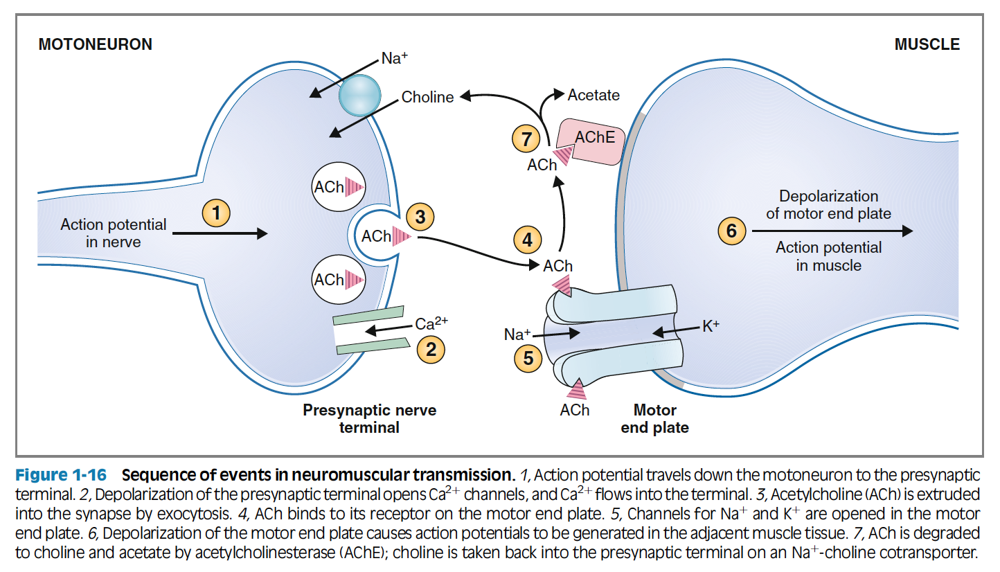 MOTONEURON
MUSCLE
Na⁺
Choline
Acetate
7
AChE
ACh
ACh
1
Action potential
in nerve
3
ACh
4
ACh
ACh
Depolarization
of motor end plate
6
Action potential
in muscle
Ca²⁺
2
Na⁺
K⁺
5
ACh
Presynaptic nerve
terminal
Motor
end plate
Figure 1-16 Sequence of events in neuromuscular transmission. 1, Action potential travels down the motoneuron to the presynaptic
terminal. 2, Depolarization of the presynaptic terminal opens Ca²⁺ channels, and Ca²⁺ flows into the terminal. 3, Acetylcholine (ACh) is extruded
into the synapse by exocytosis. 4, ACh binds to its receptor on the motor end plate. 5, Channels for Na⁺ and K⁺ are opened in the motor
end plate. 6, Depolarization of the motor end plate causes action potentials to be generated in the adjacent muscle tissue. 7, ACh is degraded
to choline and acetate by acetylcholinesterase (AChE); choline is taken back into the presynaptic terminal on an Na⁺-choline cotransporter.